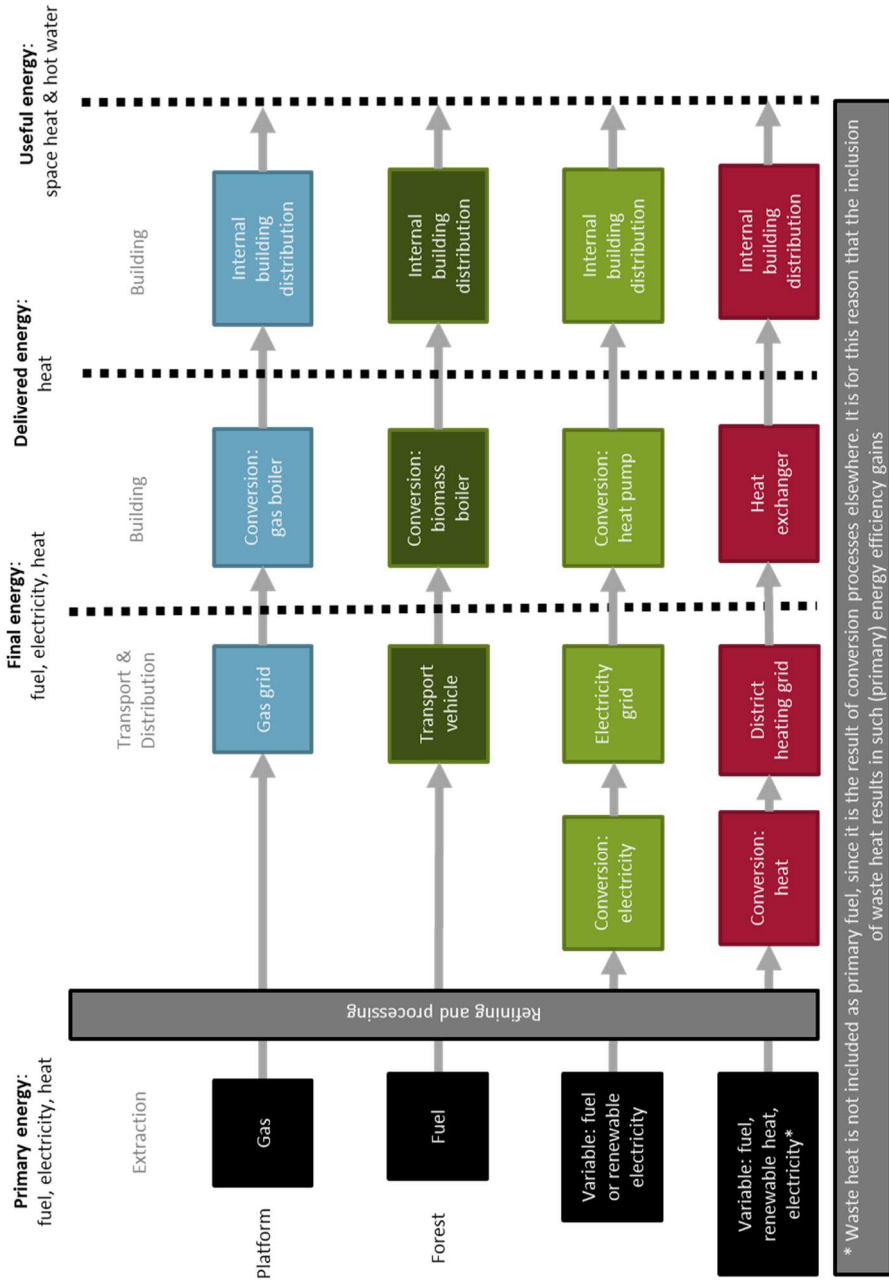 Primary energy:
fuel, electricity, heat
Final energy:
fuel, electricity, heat
Delivered energy:
heat
Useful energy:
space heat & hot water
Extraction
Transport &
Distribution
Building
Building
Platform
Gas
Gas grid
Conversion:
gas boiler
Internal
building
distribution
Forest
Fuel
Transport
vehicle
Conversion:
biomass
boiler
Internal
building
distribution
Variable: fuel
or renewable
electricity
Conversion:
electricity
Electricity
grid
Conversion:
heat pump
Internal
building
distribution
Variable: fuel,
renewable heat,
electricity*
Conversion:
heat
District
heating grid
Heat
exchanger
Internal
building
distribution
Refining and processing
* Waste heat is not included as primary fuel, since it is the result of conversion processes elsewhere. It is for this reason that the inclusion
of waste heat results in such (primary) energy efficiency gains